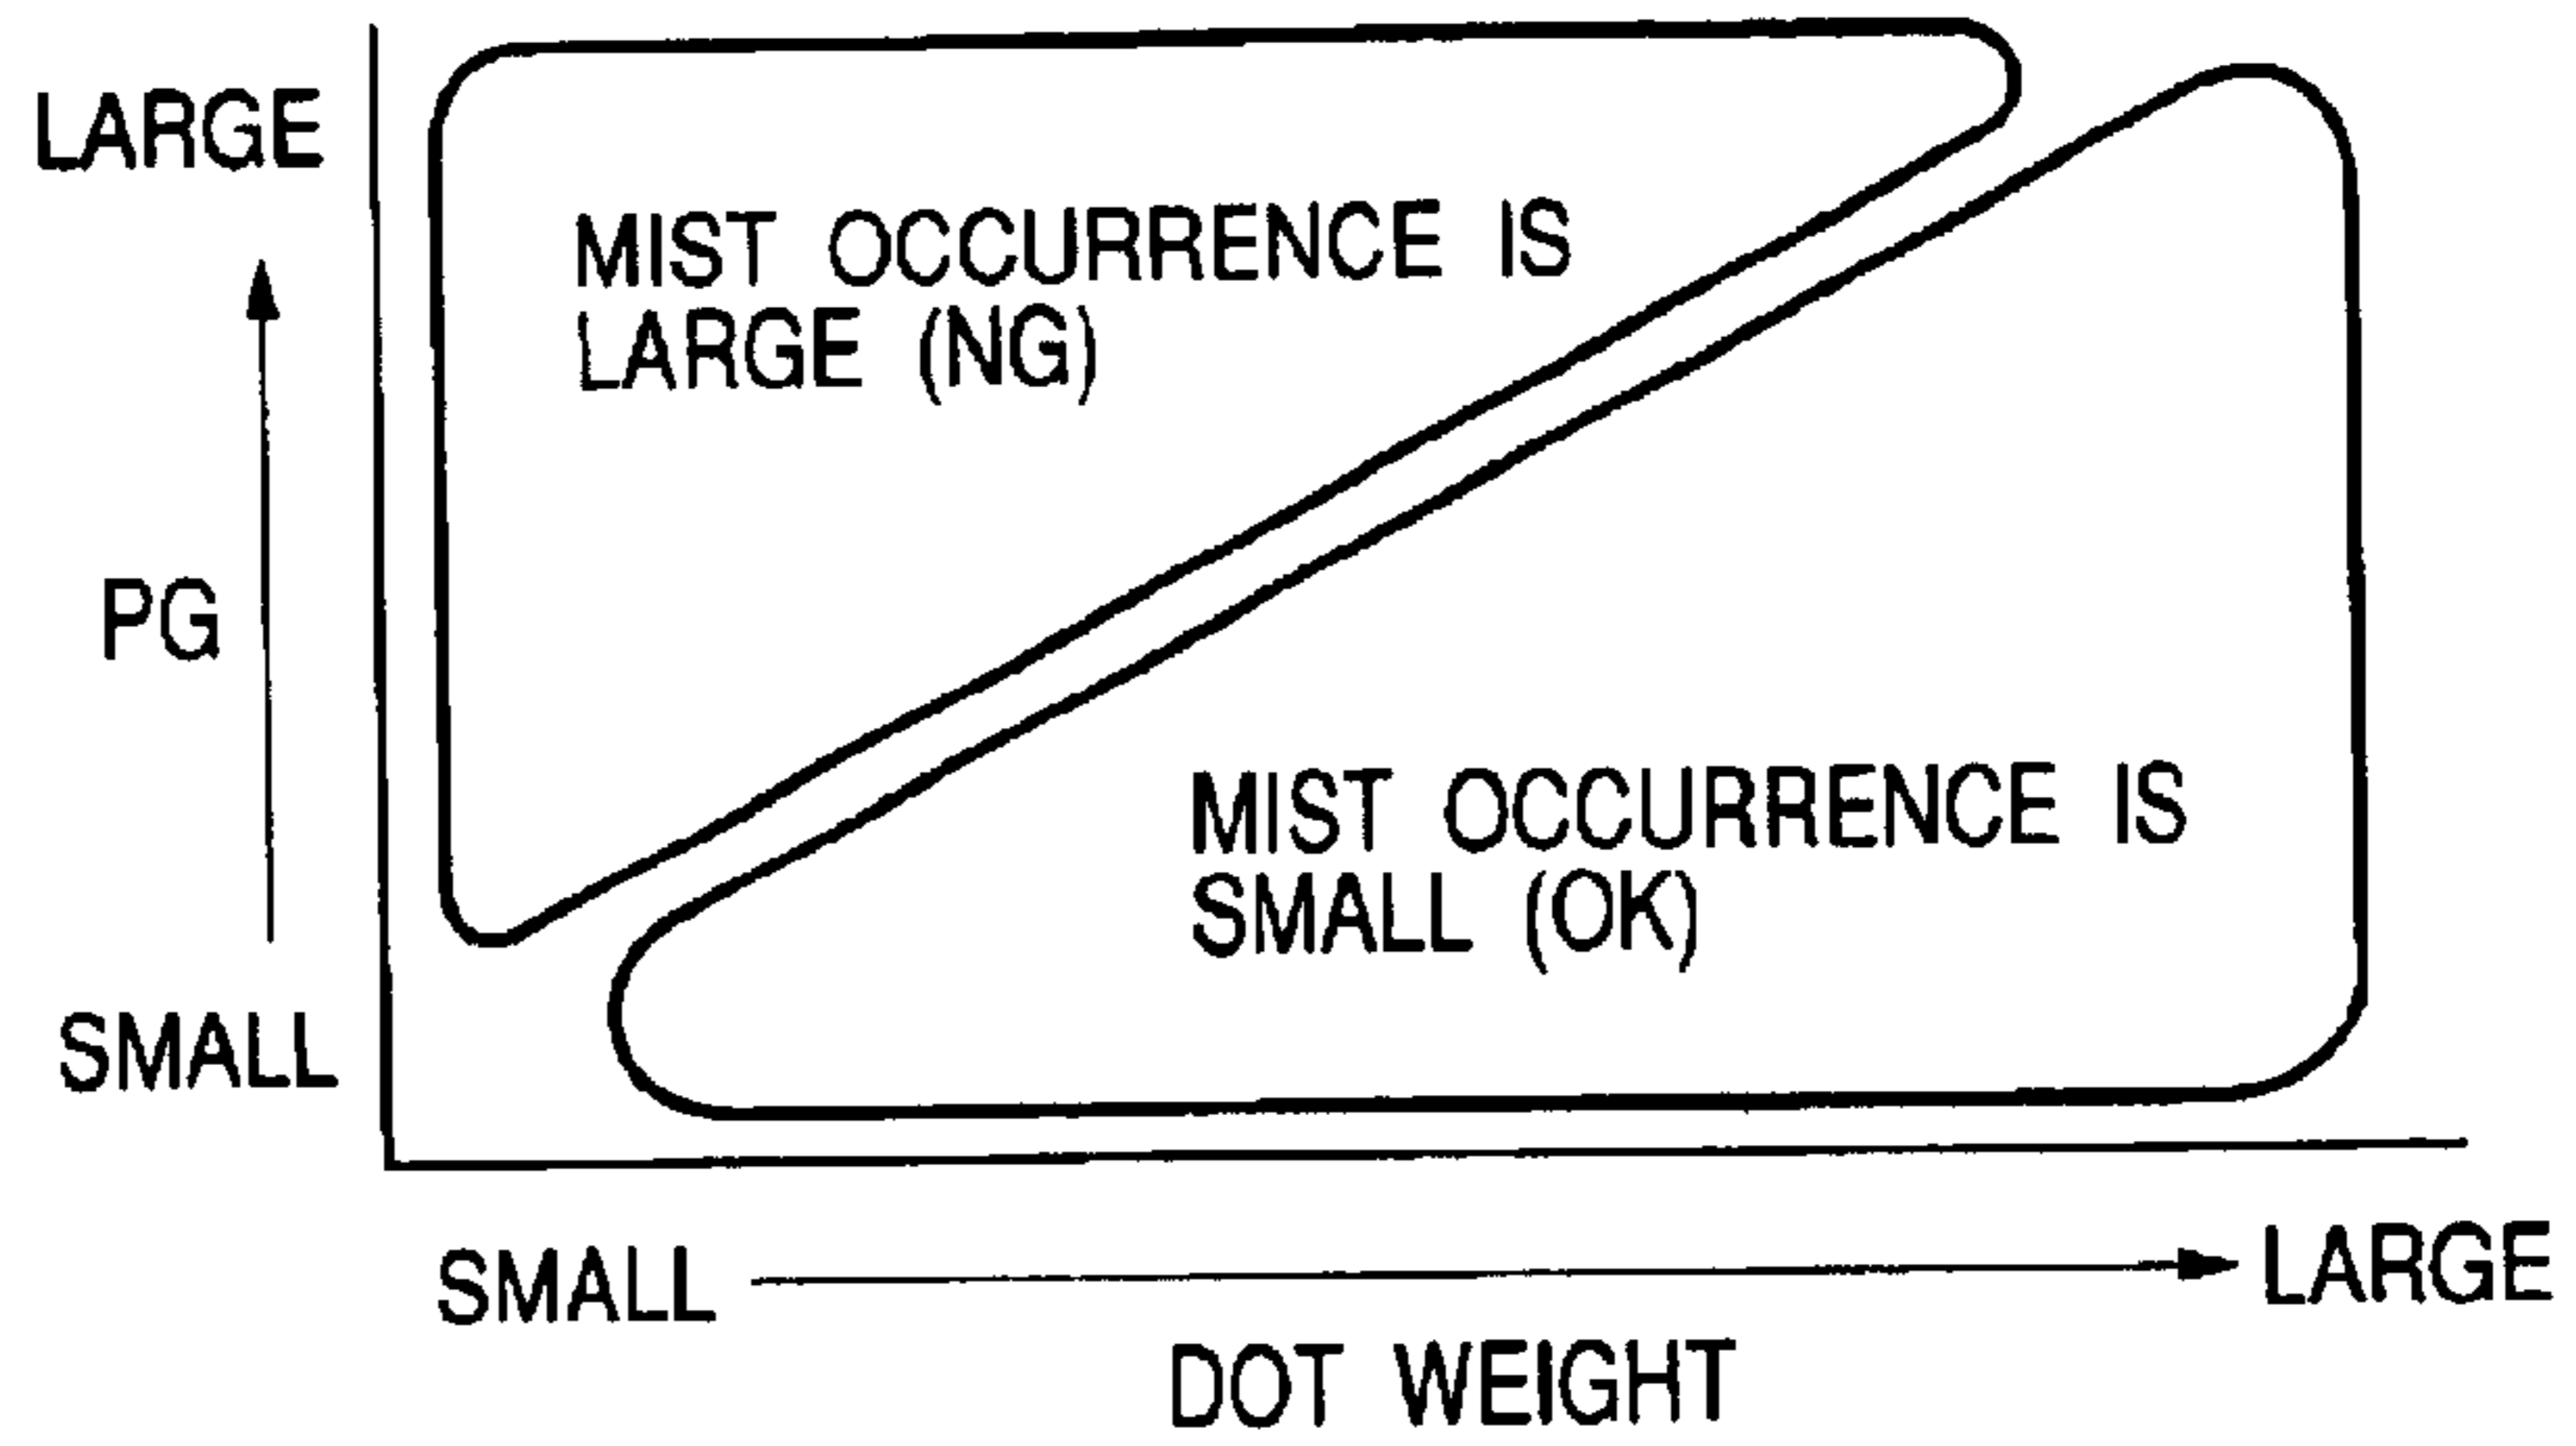 LARGE
MIST OCCURRENCE IS
LARGE (NG)
PG
MIST OCCURRENCE IS
SMALL (OK)
SMALL
SMALL
LARGE
DOT WEIGHT